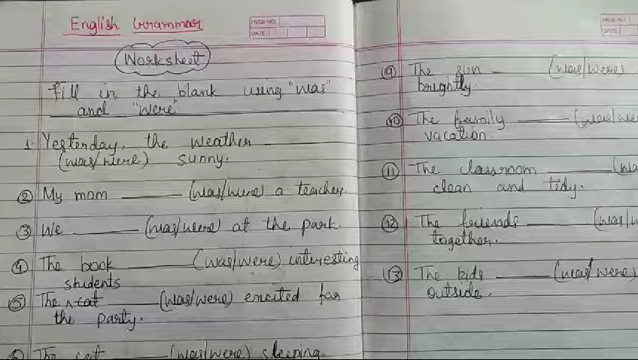 English Grammar
PAGE NO.
DATE
Worksheet
Fill in the blank using "was"
and "were"
1. Yesterday, the weather
(was/were) sunny.
② My mom ______ (was/were) a teacher.
③ We ______ (was/were) at the park
④ The book ______ (was/were) interesting
students
⑤ The cat ______ (was/were) excited for
the party.
The cat ______ (was/were) sleeping.
PAGE
DATE
⑨ The sun ______ (was/were)
brightly.
⑩ The family ______ (was/were
vacation.
⑪ The classroom ______ (wa
clean and tidy.
⑫ The friends ______ (was/w
together.
⑬ The kids ______ (was/were)
outside.